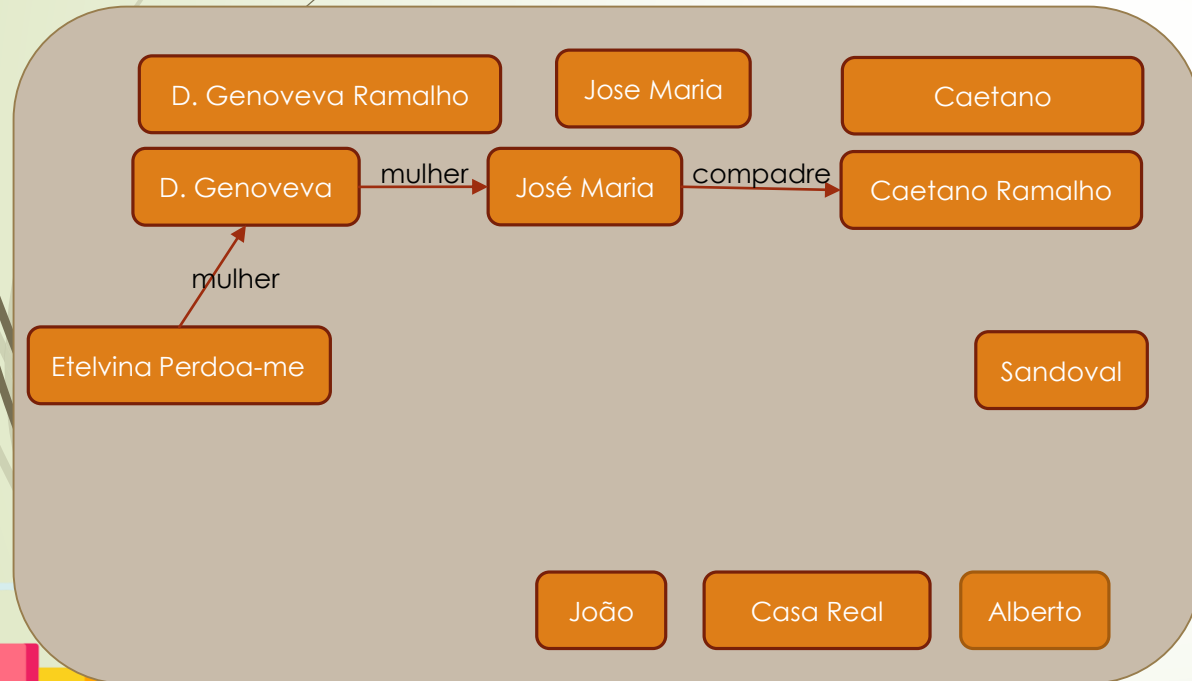 D. Genoveva Ramalho
Jose Maria
Caetano
D. Genoveva
mulher
José Maria
compadre
Caetano Ramalho
mulher
Etelvina Perdoa-me
Sandoval
João
Casa Real
Alberto